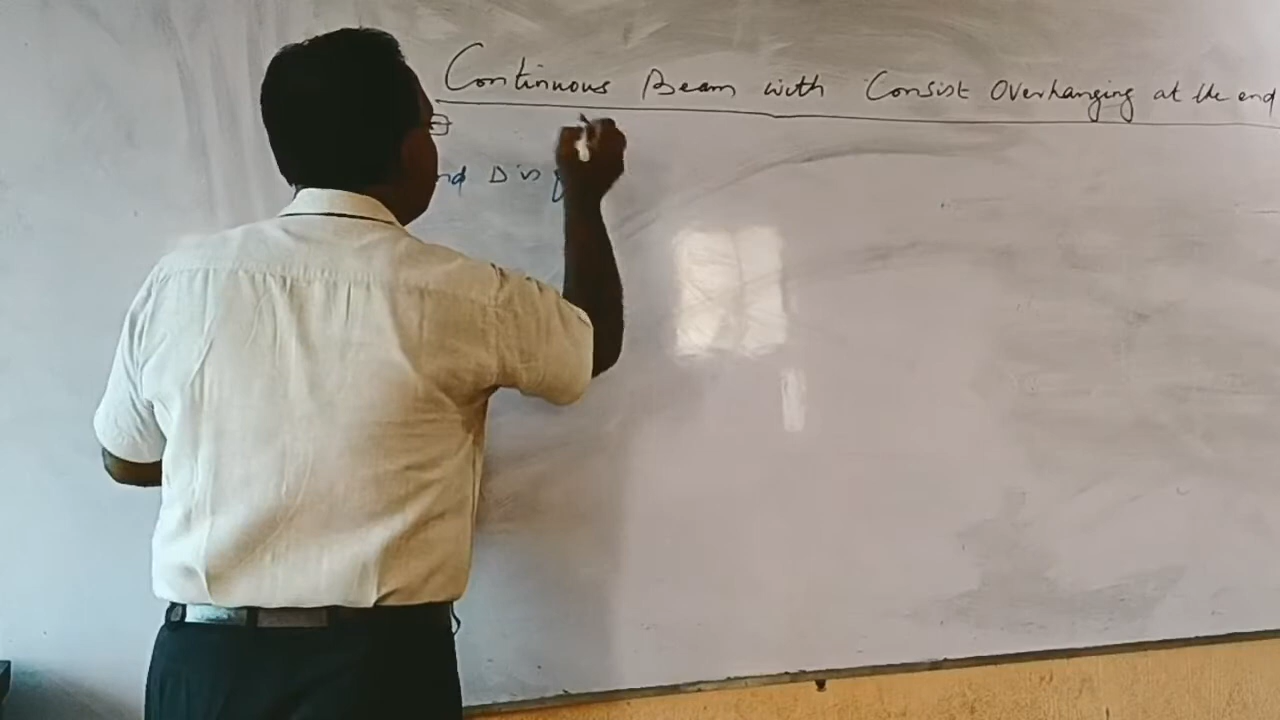 Continuous Beam with Consist Overhanging at the end
nd Dis